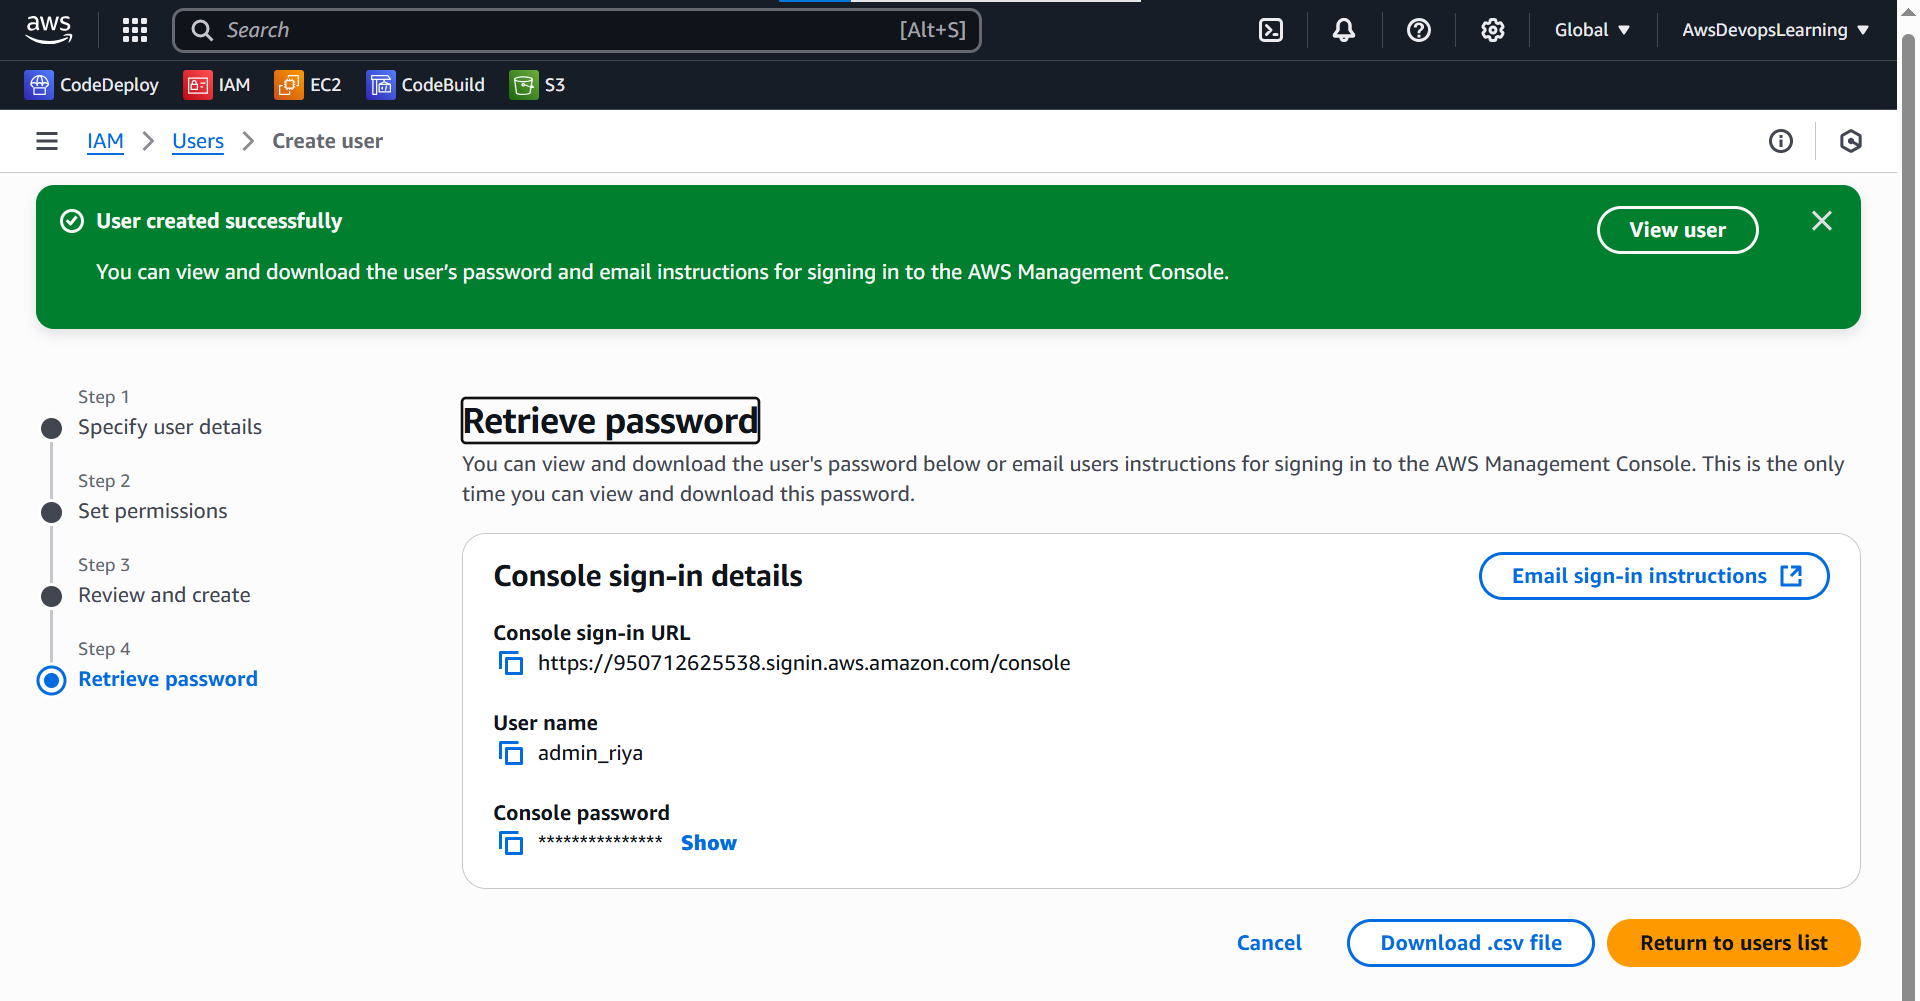 aws
Search [Alt+S]
Global
AwsDevopsLearning
CodeDeploy
IAM
EC2
CodeBuild
S3
IAM
Users
Create user
User created successfully
View user
You can view and download the user’s password and email instructions for signing in to the AWS Management Console.
Step 1
Specify user details
Step 2
Set permissions
Step 3
Review and create
Step 4
Retrieve password
Retrieve password
You can view and download the user's password below or email users instructions for signing in to the AWS Management Console. This is the only
time you can view and download this password.
Console sign-in details
Email sign-in instructions
Console sign-in URL
https://950712625538.signin.aws.amazon.com/console
User name
admin_riya
Console password
*************** Show
Cancel
Download .csv file
Return to users list